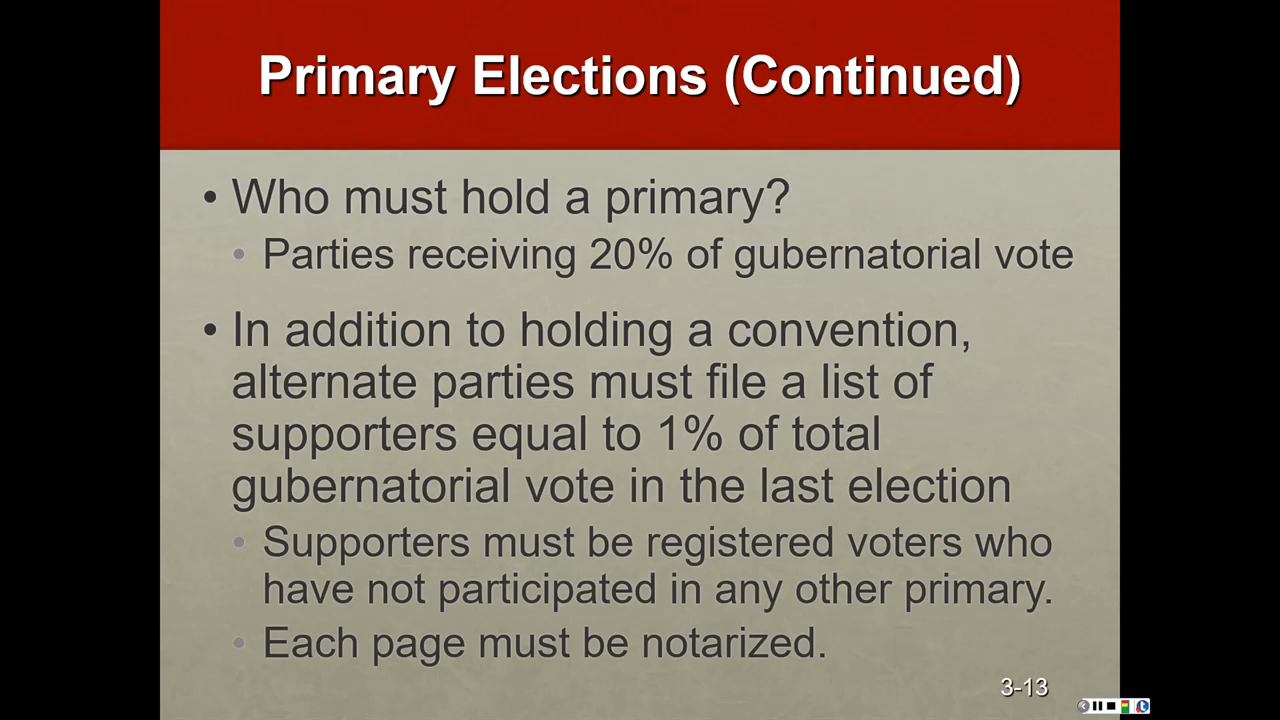 Primary Elections (Continued)
• Who must hold a primary?
• Parties receiving 20% of gubernatorial vote
• In addition to holding a convention,
alternate parties must file a list of
supporters equal to 1% of total
gubernatorial vote in the last election
• Supporters must be registered voters who
have not participated in any other primary.
• Each page must be notarized.
3-13